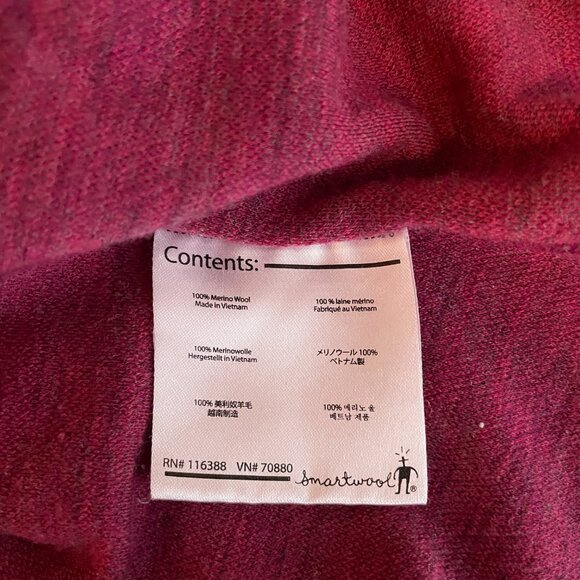 Contents:
100% Merino Wool
Made in Vietnam
100 % laine mérino
Fabriqué au Vietnam
100% Merinowolle
Hergestellt in Vietnam
メリノウール 100%
ベトナム製
100% 美利奴羊毛
越南制造
100% 메리노 울
베트남 제품
RN# 116388 VN# 70880
Smartwool ®